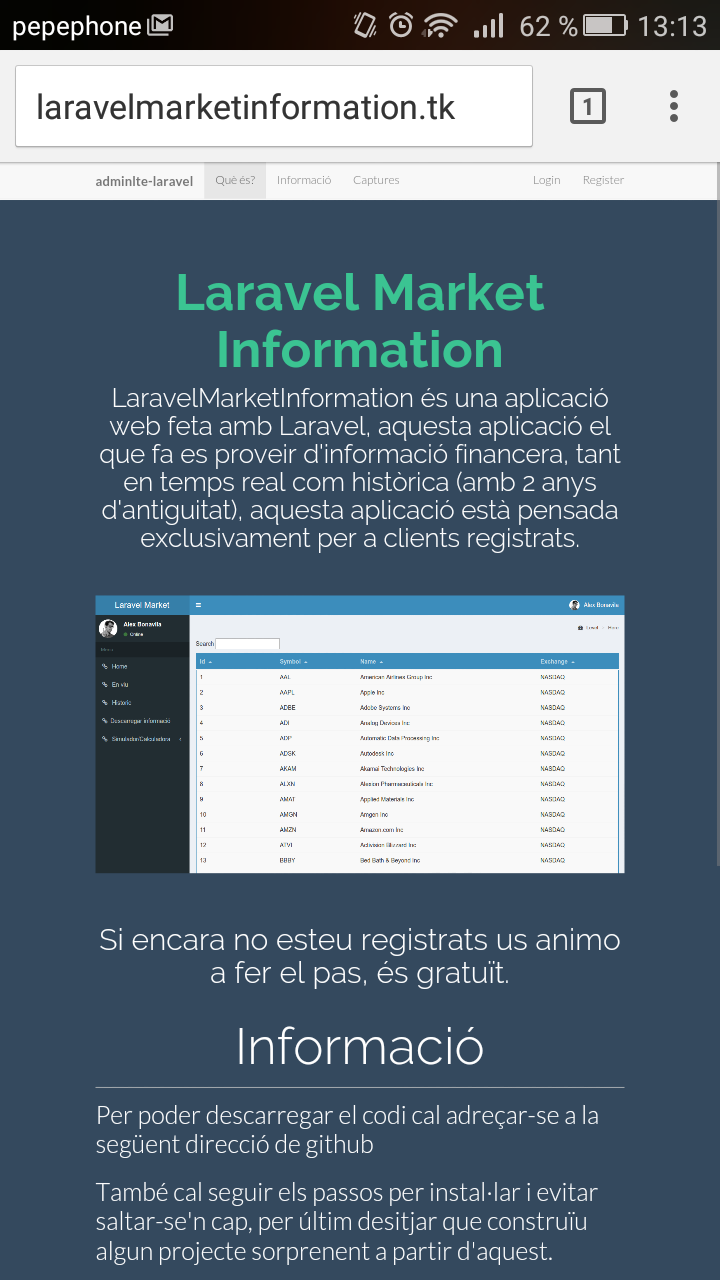 pepephone 62 % 13:13
laravelmarketinformation.tk 1
adminlte-laravel Què és? Informació Captures Login Register
Laravel Market
Information
LaravelMarketInformation és una aplicació
web feta amb Laravel, aquesta aplicació el
que fa es proveir d'informació financera, tant
en temps real com històrica (amb 2 anys
d'antiguitat), aquesta aplicació està pensada
exclusivament per a clients registrats.
Laravel Market Alex Bonavila
Alex Bonavila
Online
Level Here
Menu
Search
Home
En viu
Històric
Descarregar informació
Simulador/Calculadora
Id Symbol Name Exchange
1 AAL American Airlines Group Inc NASDAQ
2 AAPL Apple Inc NASDAQ
3 ADBE Adobe Systems Inc NASDAQ
4 ADI Analog Devices Inc NASDAQ
5 ADP Automatic Data Processing Inc NASDAQ
6 ADSK Autodesk Inc NASDAQ
7 AKAM Akamai Technologies Inc NASDAQ
8 ALXN Alexion Pharmaceuticals Inc NASDAQ
9 AMAT Applied Materials Inc NASDAQ
10 AMGN Amgen Inc NASDAQ
11 AMZN Amazon.com Inc NASDAQ
12 ATVI Activision Blizzard Inc NASDAQ
13 BBBY Bed Bath & Beyond Inc NASDAQ
Si encara no esteu registrats us animo
a fer el pas, és gratuït.
Informació
Per poder descarregar el codi cal adreçar-se a la
següent direcció de github
També cal seguir els passos per instal·lar i evitar
saltar-se'n cap, per últim desitjar que construïu
algun projecte sorprenent a partir d'aquest.